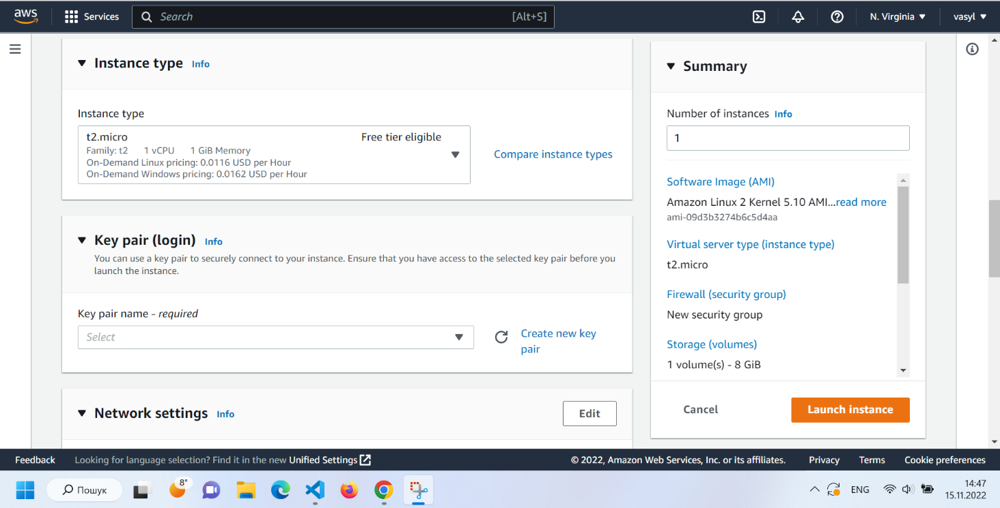 aws
Services
Search
[Alt+S]
N. Virginia
vasyl
Instance type Info
Instance type
t2.micro
Free tier eligible
Family: t2 1 vCPU 1 GiB Memory
On-Demand Linux pricing: 0.0116 USD per Hour
On-Demand Windows pricing: 0.0162 USD per Hour
Compare instance types
Key pair (login) Info
You can use a key pair to securely connect to your instance. Ensure that you have access to the selected key pair before you
launch the instance.
Key pair name - required
Select
Create new key
pair
Network settings Info
Edit
Summary
Number of instances Info
1
Software Image (AMI)
Amazon Linux 2 Kernel 5.10 AMI...read more
ami-09d3b3274b6c5d4aa
Virtual server type (instance type)
t2.micro
Firewall (security group)
New security group
Storage (volumes)
1 volume(s) - 8 GiB
Cancel
Launch instance
Feedback
Looking for language selection? Find it in the new Unified Settings
© 2022, Amazon Web Services, Inc. or its affiliates.
Privacy
Terms
Cookie preferences
Пошук
8°
ENG
14:47
15.11.2022